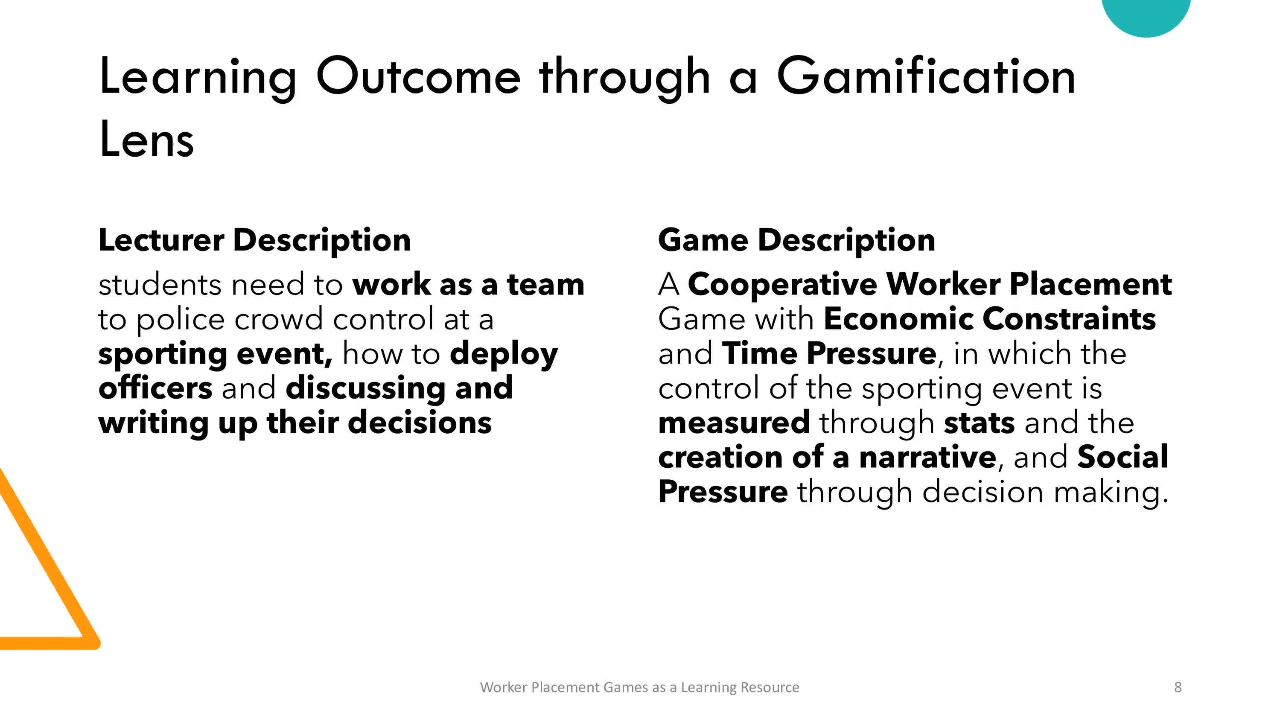 Learning Outcome through a Gamification
Lens
Lecturer Description
students need to work as a team
to police crowd control at a
sporting event, how to deploy
officers and discussing and
writing up their decisions
Game Description
A Cooperative Worker Placement
Game with Economic Constraints
and Time Pressure, in which the
control of the sporting event is
measured through stats and the
creation of a narrative, and Social
Pressure through decision making.
Worker Placement Games as a Learning Resource
8